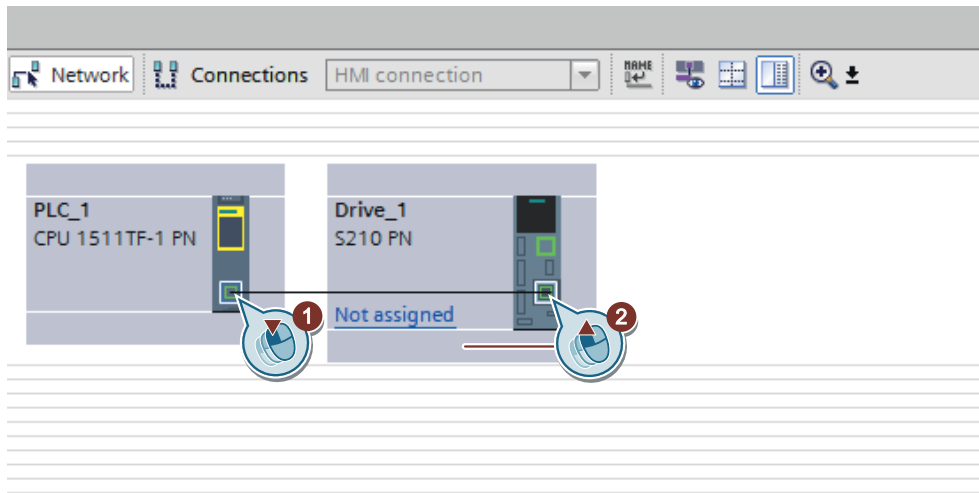 Network Connections HMI connection NAME
PLC_1
CPU 1511TF-1 PN
Drive_1
S210 PN
Not assigned
1
2